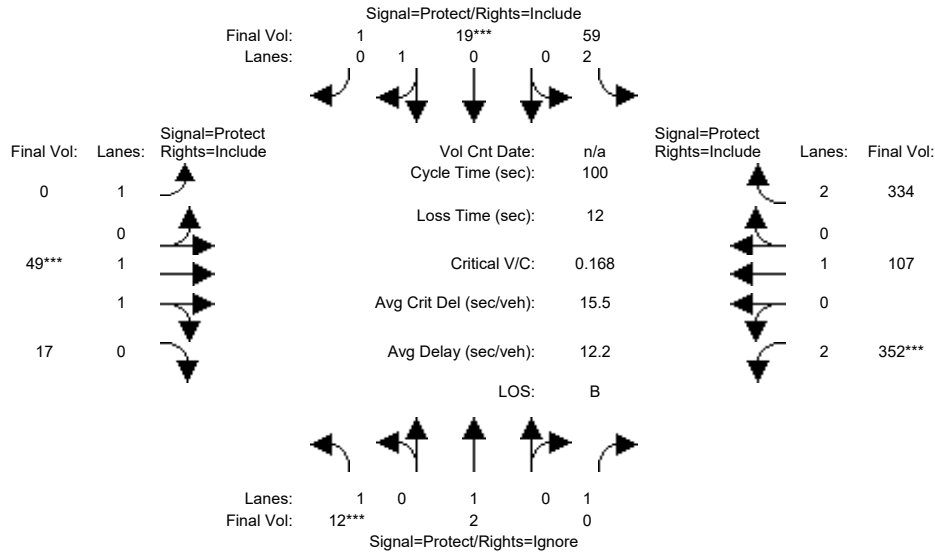 Signal=Protect/Rights=Include
Final Vol: 1 19*** 59
Lanes: 0 1 0 0 2
Signal=Protect
Final Vol: Lanes: Rights=Include
Vol Cnt Date: n/a
Signal=Protect
Rights=Include Lanes: Final Vol:
Cycle Time (sec): 100
0 1
2 334
Loss Time (sec): 12
0
0
49*** 1
Critical V/C: 0.168
1 107
1
Avg Crit Del (sec/veh): 15.5
0
17 0
Avg Delay (sec/veh): 12.2
2 352***
LOS: B
Lanes: 1 0 1 0 1
Final Vol: 12*** 2 0
Signal=Protect/Rights=Ignore